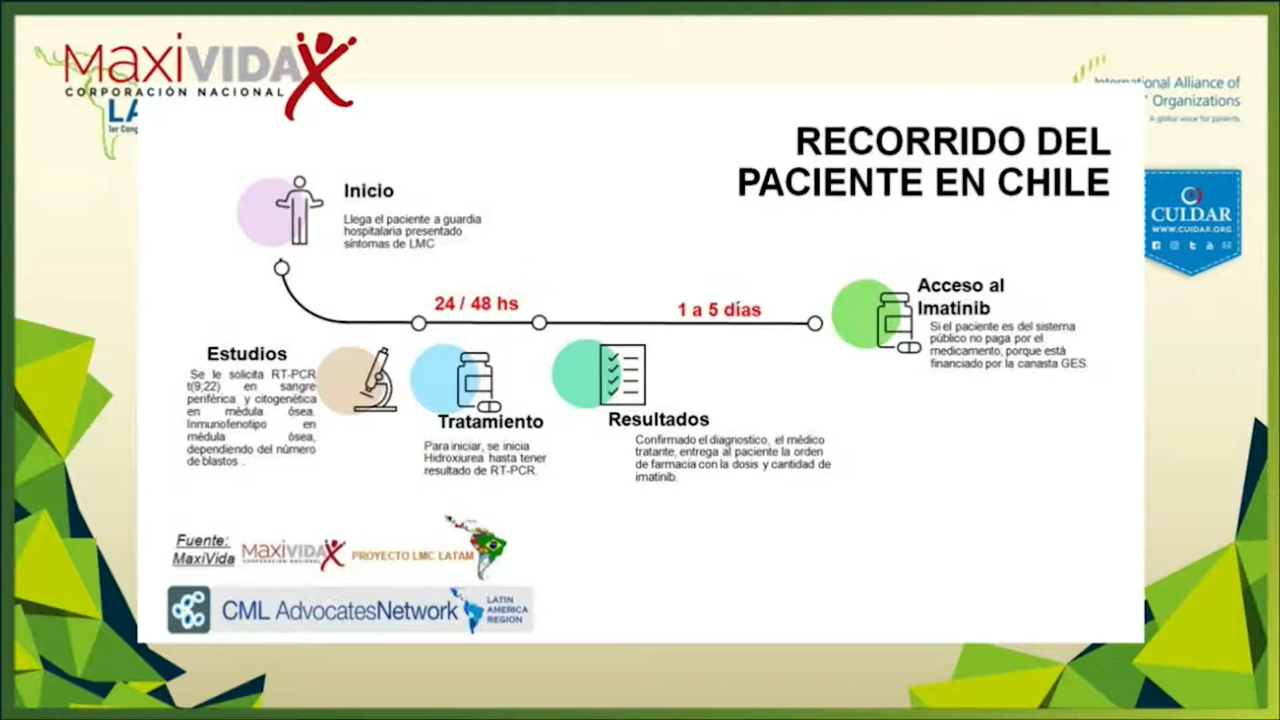 MaxiVIDA
CORPORACIÓN NACIONAL
LA
1er Cong
International Alliance of
Organizations
A global voice for patients
RECORRIDO DEL
PACIENTE EN CHILE
CUIDAR
WWW.CUIDAR.ORG
Inicio
Llega el paciente a guardia
hospitalaria presentado
síntomas de LMC
24 / 48 hs
1 a 5 días
Acceso al
Imatinib
Si el paciente es del sistema
público no paga por el
medicamento, porque está
financiado por la canasta GES.
Estudios
Se le solicita RT-PCR
t(9;22) en sangre
periférica y citogenética
en médula ósea.
Inmunofenotipo en
médula ósea,
dependiendo del número
de blastos .
Tratamiento
Para iniciar, se inicia
Hidroxiurea hasta tener
resultado de RT-PCR.
Resultados
Confirmado el diagnostico, el médico
tratante, entrega al paciente la orden
de farmacia con la dosis y cantidad de
imatinib.
Fuente:
MaxiVida
MaxiVIDA
CORPORACIÓN NACIONAL
PROYECTO LMC LATAM
CML AdvocatesNetwork
LATIN
AMERICA
REGION